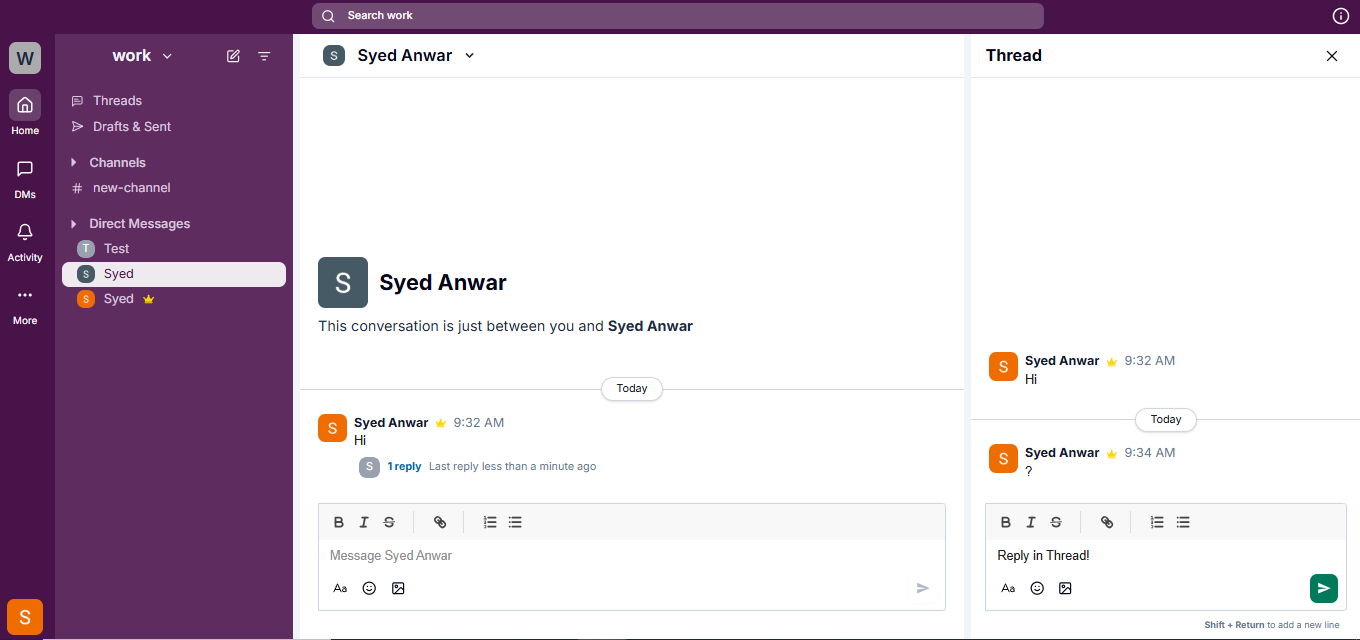 Search work
W
work
Home
DMs
Activity
More
S
Threads
Drafts & Sent
Channels
# new-channel
Direct Messages
T Test
S Syed
S Syed
S Syed Anwar
S Syed Anwar
This conversation is just between you and Syed Anwar
Today
S Syed Anwar 9:32 AM
Hi
S 1 reply Last reply less than a minute ago
B I S
Message Syed Anwar
Aa
Thread
S Syed Anwar 9:32 AM
Hi
Today
S Syed Anwar 9:34 AM
?
B I S
Reply in Thread!
Aa
Shift + Return to add a new line